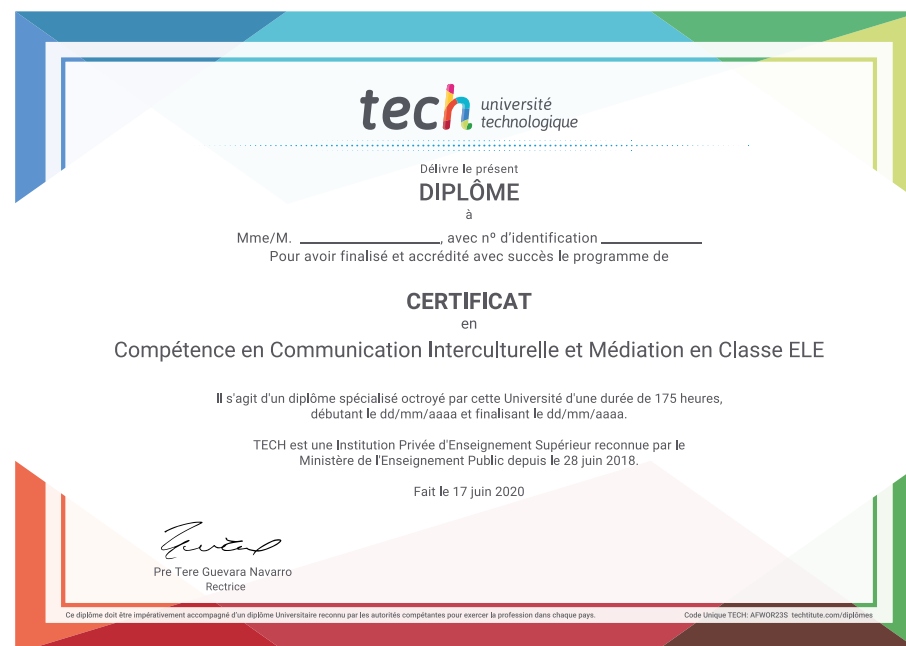 tech université
technologique
Délivre le présent
DIPLÔME
à
Mme/M. ____________, avec nº d'identification ____________
Pour avoir finalisé et accrédité avec succès le programme de
CERTIFICAT
en
Compétence en Communication Interculturelle et Médiation en Classe ELE
Il s'agit d'un diplôme spécialisé octroyé par cette Université d'une durée de 175 heures,
débutant le dd/mm/aaaa et finalisant le dd/mm/aaaa.
TECH est une Institution Privée d'Enseignement Supérieur reconnue par le
Ministère de l'Enseignement Public depuis le 28 juin 2018.
Fait le 17 juin 2020
Pre Tere Guevara Navarro
Rectrice
Ce diplôme doit être impérativement accompagné d'un diplôme Universitaire reconnu par les autorités compétentes pour exercer la profession dans chaque pays.
Code Unique TECH: AFWOR23S techtitute.com/diplômes